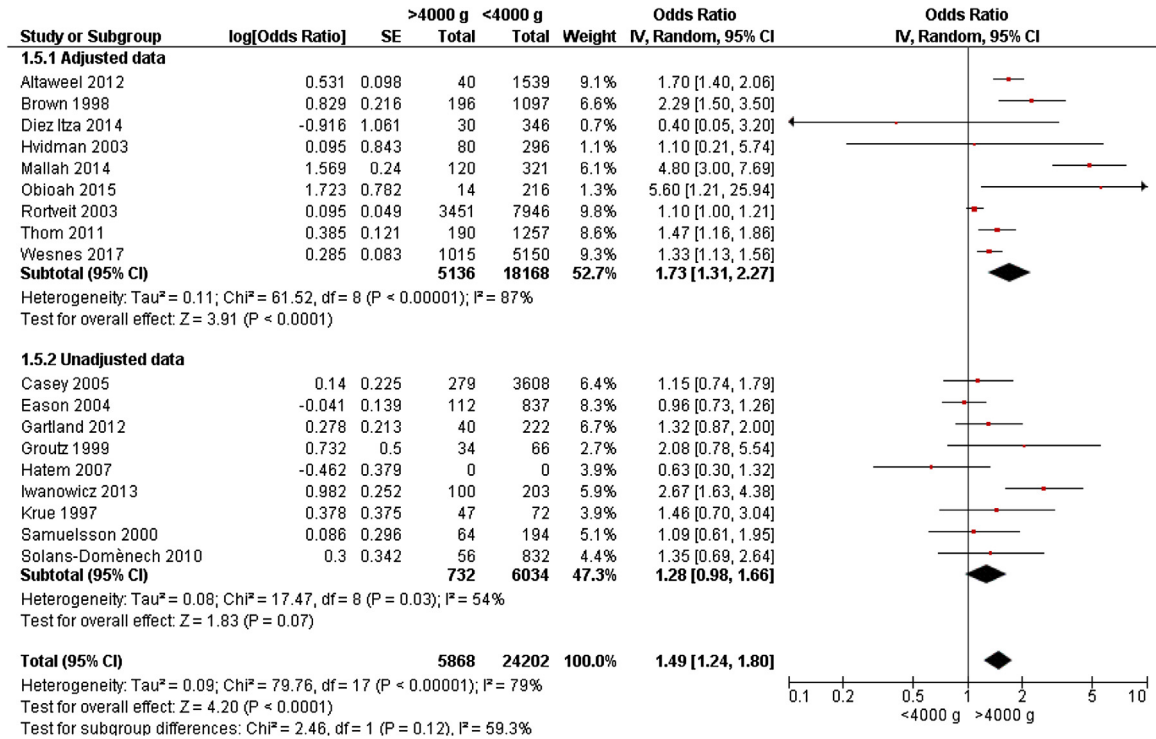 >4000 g <4000 g Odds Ratio Odds Ratio
Study or Subgroup log[Odds Ratio] SE Total Total Weight IV, Random, 95% CI IV, Random, 95% CI
1.5.1 Adjusted data
Altaweel 2012 0.531 0.098 40 1539 9.1% 1.70 [1.40, 2.06]
Brown 1998 0.829 0.216 196 1097 6.6% 2.29 [1.50, 3.50]
Diez Itza 2014 -0.916 1.061 30 346 0.7% 0.40 [0.05, 3.20]
Hvidman 2003 0.095 0.843 80 296 1.1% 1.10 [0.21, 5.74]
Mallah 2014 1.569 0.24 120 321 6.1% 4.80 [3.00, 7.69]
Obioah 2015 1.723 0.782 14 216 1.3% 5.60 [1.21, 25.94]
Rortveit 2003 0.095 0.049 3451 7946 9.8% 1.10 [1.00, 1.21]
Thom 2011 0.385 0.121 190 1257 8.6% 1.47 [1.16, 1.86]
Wesnes 2017 0.285 0.083 1015 5150 9.3% 1.33 [1.13, 1.56]
Subtotal (95% CI) 5136 18168 52.7% 1.73 [1.31, 2.27]
Heterogeneity: Tau² = 0.11; Chi² = 61.52, df = 8 (P < 0.00001); I² = 87%
Test for overall effect: Z = 3.91 (P < 0.0001)
1.5.2 Unadjusted data
Casey 2005 0.14 0.225 279 3608 6.4% 1.15 [0.74, 1.79]
Eason 2004 -0.041 0.139 112 837 8.3% 0.96 [0.73, 1.26]
Gartland 2012 0.278 0.213 40 222 6.7% 1.32 [0.87, 2.00]
Groutz 1999 0.732 0.5 34 66 2.7% 2.08 [0.78, 5.54]
Hatem 2007 -0.462 0.379 0 0 3.9% 0.63 [0.30, 1.32]
Iwanowicz 2013 0.982 0.252 100 203 5.9% 2.67 [1.63, 4.38]
Krue 1997 0.378 0.375 47 72 3.9% 1.46 [0.70, 3.04]
Samuelsson 2000 0.086 0.296 64 194 5.1% 1.09 [0.61, 1.95]
Solans-Domènech 2010 0.3 0.342 56 832 4.4% 1.35 [0.69, 2.64]
Subtotal (95% CI) 732 6034 47.3% 1.28 [0.98, 1.66]
Heterogeneity: Tau² = 0.08; Chi² = 17.47, df = 8 (P = 0.03); I² = 54%
Test for overall effect: Z = 1.83 (P = 0.07)
Total (95% CI) 5868 24202 100.0% 1.49 [1.24, 1.80]
Heterogeneity: Tau² = 0.09; Chi² = 79.76, df = 17 (P < 0.00001); I² = 79%
Test for overall effect: Z = 4.20 (P < 0.0001)
Test for subgroup differences: Chi² = 2.46, df = 1 (P = 0.12), I² = 59.3%
0.1 0.2 0.5 1 2 5 10
<4000 g >4000 g